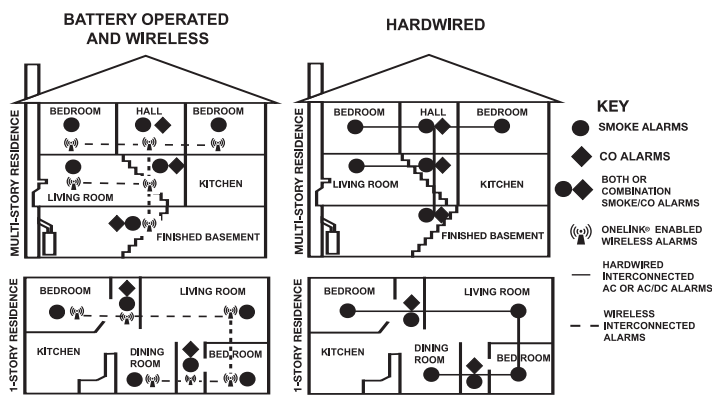 BATTERY OPERATED
AND WIRELESS
HARDWIRED
MULTI-STORY RESIDENCE
BEDROOM
HALL
BEDROOM
LIVING ROOM
KITCHEN
FINISHED BASEMENT
MULTI-STORY RESIDENCE
BEDROOM
HALL
BEDROOM
LIVING ROOM
KITCHEN
FINISHED BASEMENT
KEY
SMOKE ALARMS
CO ALARMS
BOTH OR
COMBINATION
SMOKE/CO ALARMS
ONELINK® ENABLED
WIRELESS ALARMS
HARDWIRED
INTERCONNECTED
AC OR AC/DC ALARMS
WIRELESS
INTERCONNECTED
ALARMS
1-STORY RESIDENCE
BEDROOM
LIVING ROOM
KITCHEN
DINING
ROOM
BEDROOM
1-STORY RESIDENCE
BEDROOM
LIVING ROOM
KITCHEN
DINING
ROOM
BEDROOM